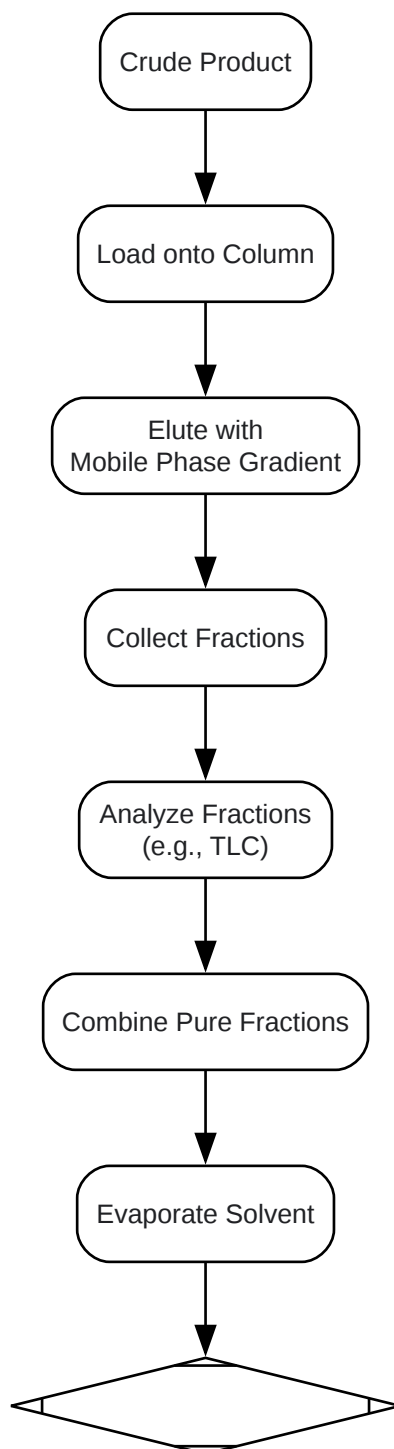 Crude Product
Load onto Column
Elute with
Mobile Phase Gradient
Collect Fractions
Analyze Fractions
(e.g., TLC)
Combine Pure Fractions
Evaporate Solvent